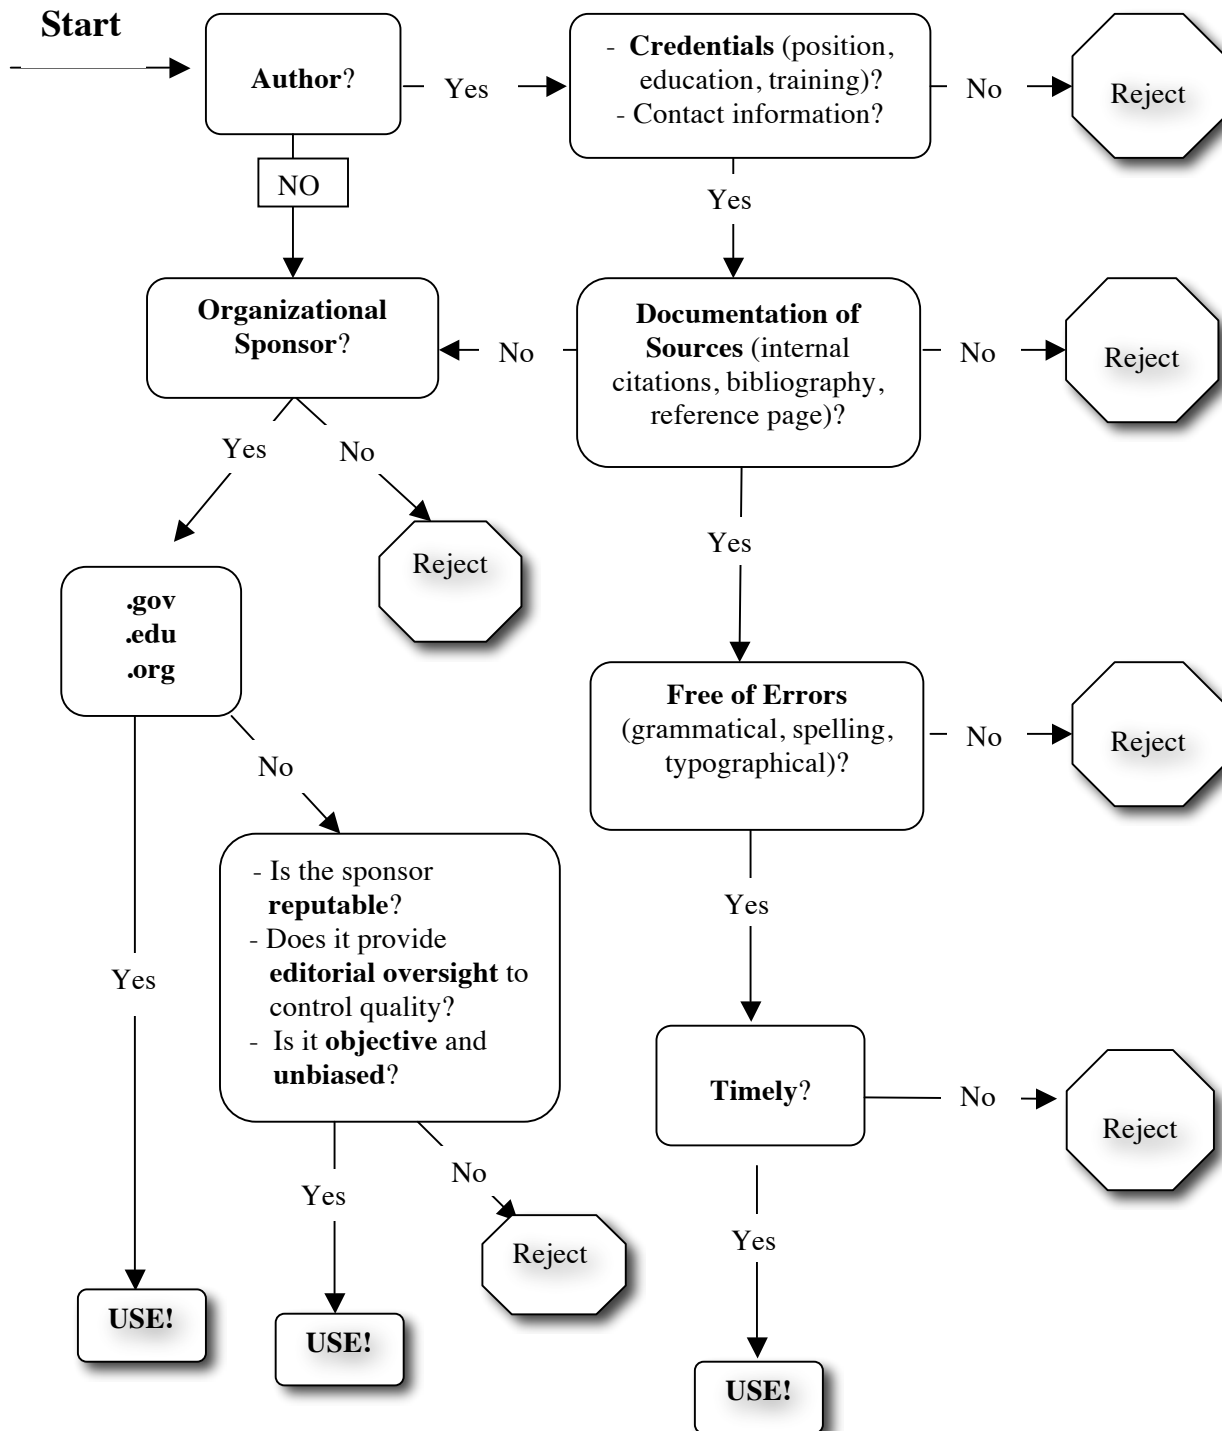 Start
Author?
Yes
- Credentials (position,
education, training)?
- Contact information?
No
Reject
NO
Yes
Organizational
Sponsor?
No
Documentation of
Sources (internal
citations, bibliography,
reference page)?
No
Reject
Yes
No
Reject
Yes
.gov
.edu
.org
Free of Errors
(grammatical, spelling,
typographical)?
No
Reject
No
- Is the sponsor
reputable?
- Does it provide
editorial oversight to
control quality?
- Is it objective and
unbiased?
Yes
Yes
Timely?
No
Reject
Yes
No
Reject
Yes
USE!
USE!
USE!